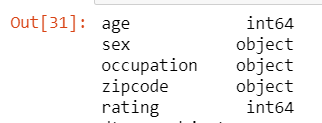 Out[31]: age int64
sex object
occupation object
zipcode object
rating int64